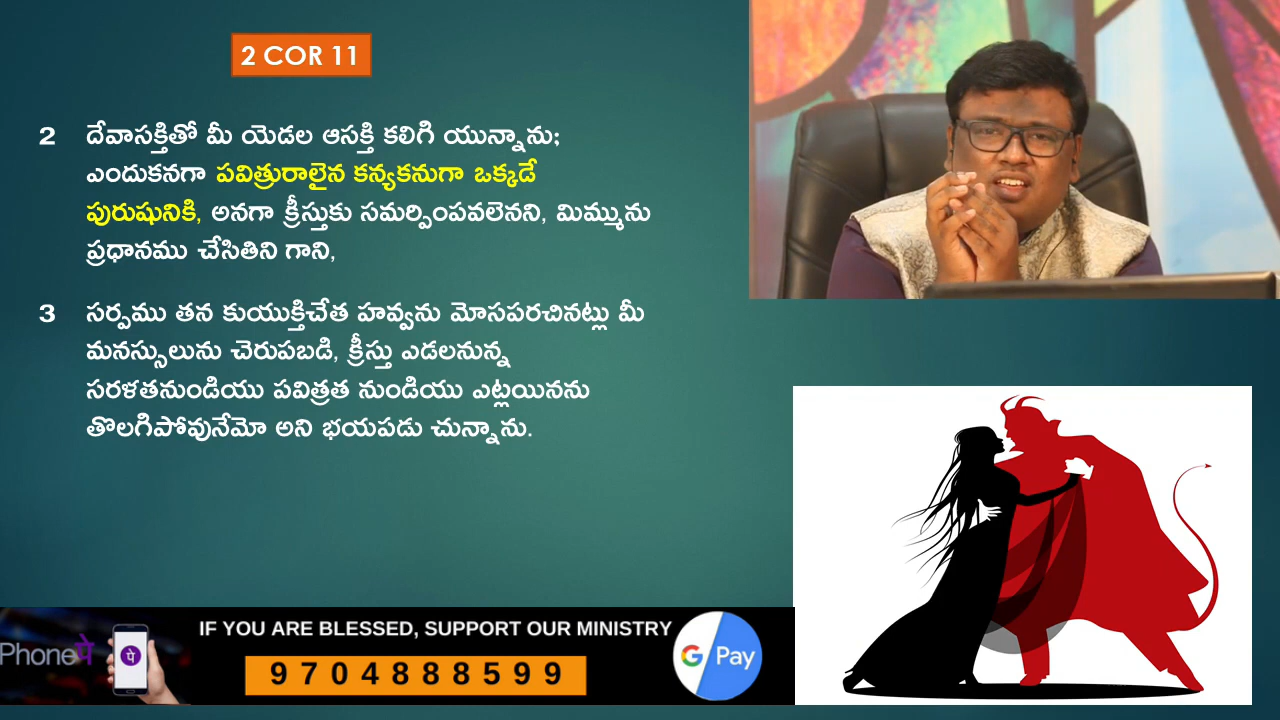 2 COR 11
2 దేవాసక్తితో మీ యెడల ఆసక్తి కలిగి యున్నాను;
ఎందుకనగా పవిత్రురాలైన కన్యకనుగా ఒక్కడే
పురుషునికి, అనగా క్రీస్తుకు సమర్పింపవలెనని, మిమ్మును
ప్రధానము చేసితిని గాని,
3 సర్పము తన కుయుక్తిచేత హవ్వను మోసపరచినట్లు మీ
మనస్సులును చెరుపబడి, క్రీస్తు ఎడలనున్న
సరళతనుండియు పవిత్రత నుండియు ఎట్లయినను
తొలగిపోవునేమో అని భయపడు చున్నాను.
IF YOU ARE BLESSED, SUPPORT OUR MINISTRY
Phoneपे
पे
9704888599
G Pay